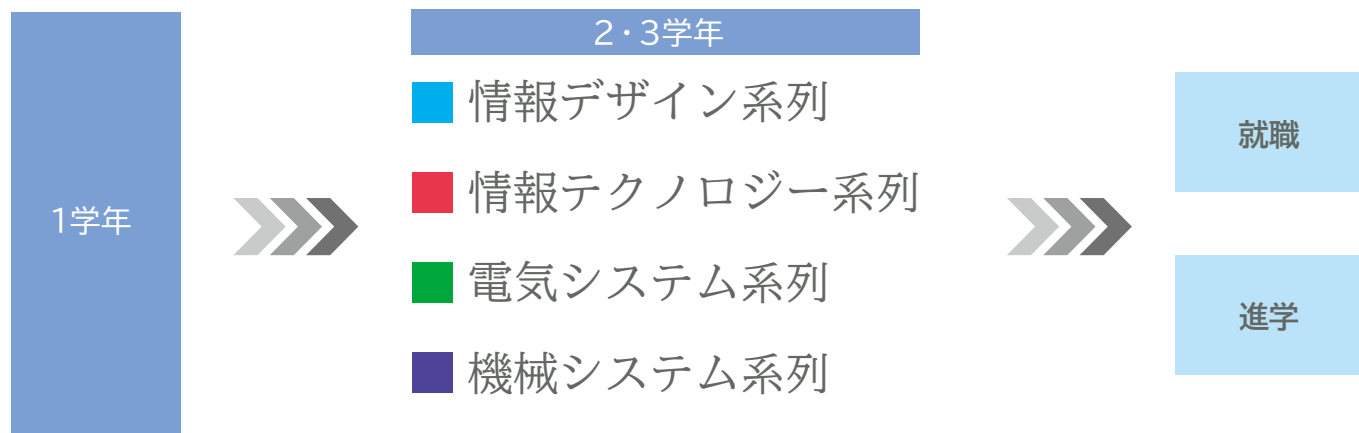 1学年
2・3学年
情報デザイン系列
情報テクノロジー系列
電気システム系列
機械システム系列
就職
進学